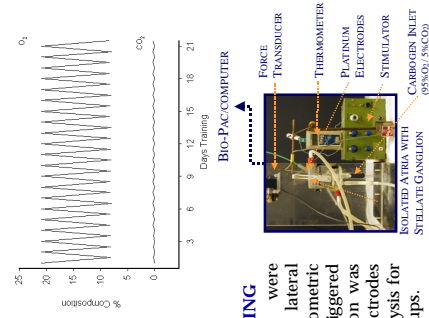 O2
CO2
25
20
15
10
5
0
% Composition
3
6
9
12
15
18
21
Days Training
BIO-PAC/COMPUTER
FORCE
TRANSDUCER
THERMOMETER
PLATINUM
ELECTRODES
STIMULATOR
CARBOGEN INLET
(95%O2/ 5%CO2)
ISOLATED ATRIA WITH
STELLATE GANGLION
ING
were
lateral
ometric
iggered
on was
ctrodes
ysis for
ups.